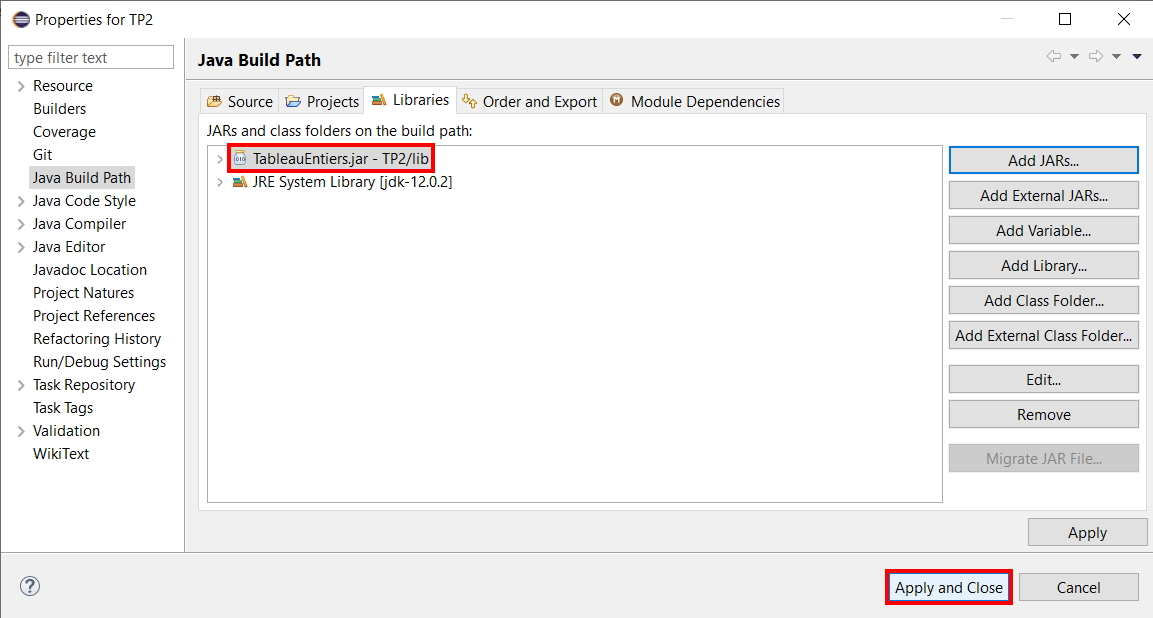 Properties for TP2
type filter text
Resource
Builders
Coverage
Git
Java Build Path
Java Code Style
Java Compiler
Java Editor
Javadoc Location
Project Natures
Project References
Refactoring History
Run/Debug Settings
Task Repository
Task Tags
Validation
WikiText
Java Build Path
Source Projects Libraries Order and Export Module Dependencies
JARs and class folders on the build path:
TableauEntiers.jar - TP2/lib
JRE System Library [jdk-12.0.2]
Add JARs...
Add External JARs...
Add Variable...
Add Library...
Add Class Folder...
Add External Class Folder...
Edit...
Remove
Migrate JAR File...
Apply
Apply and Close Cancel